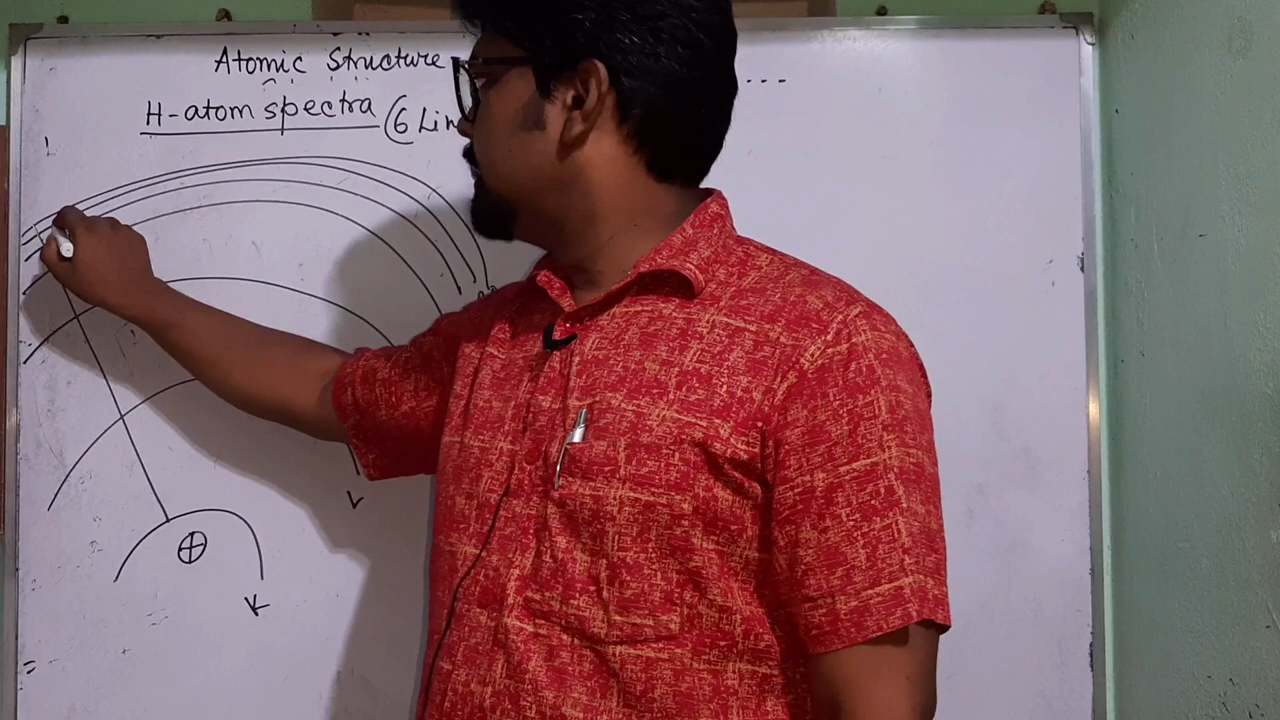 Atomic Structure ....
H-atom spectra (6 Lin
L
K